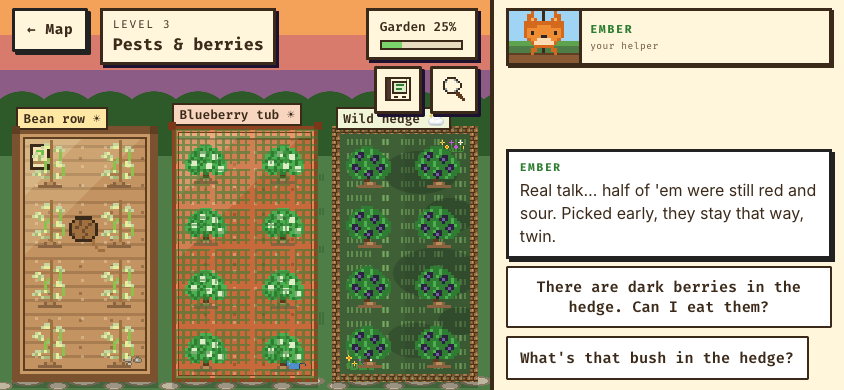 ← Map
LEVEL 3
Pests & berries
Garden 25%
Bean row ☀
Blueberry tub ☀
Wild hedge
EMBER
your helper
EMBER
Real talk... half of 'em were still red and
sour. Picked early, they stay that way,
twin.
There are dark berries in the
hedge. Can I eat them?
What's that bush in the hedge?